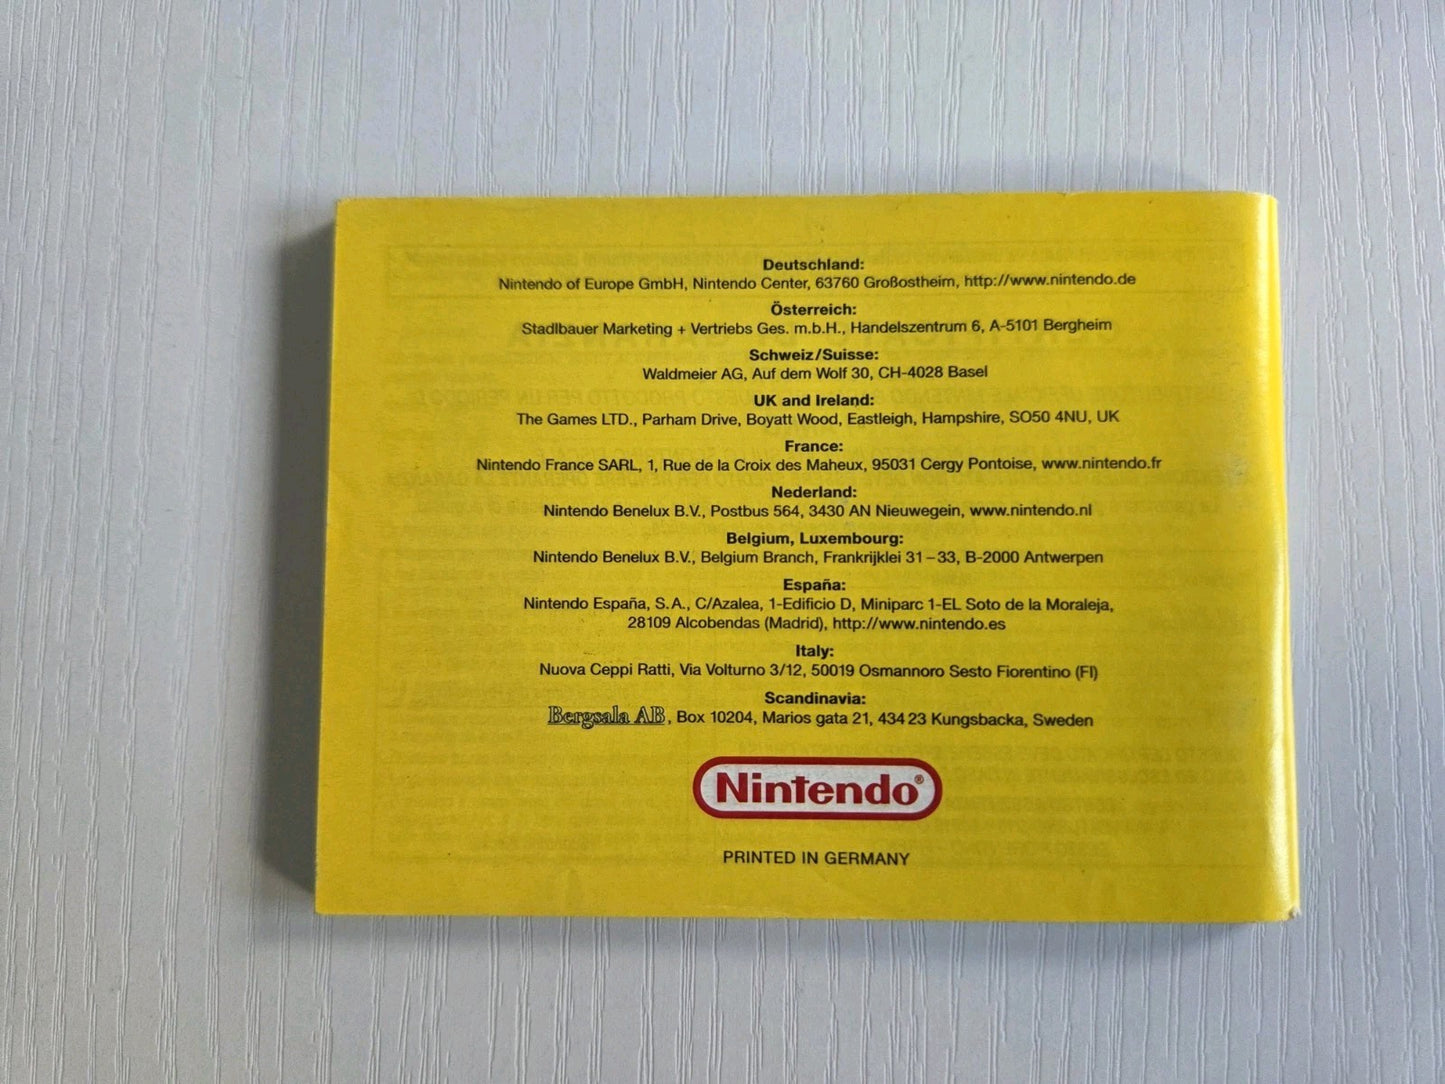 Deutschland:
Nintendo of Europe GmbH, Nintendo Center, 63760 Großostheim, http://www.nintendo.de
Österreich:
Stadlbauer Marketing + Vertriebs Ges. m.b.H., Handelszentrum 6, A-5101 Bergheim
Schweiz/Suisse:
Waldmeier AG, Auf dem Wolf 30, CH-4028 Basel
UK and Ireland:
The Games LTD., Parham Drive, Boyatt Wood, Eastleigh, Hampshire, SO50 4NU, UK
France:
Nintendo France SARL, 1, Rue de la Croix des Maheux, 95031 Cergy Pontoise, www.nintendo.fr
Nederland:
Nintendo Benelux B.V., Postbus 564, 3430 AN Nieuwegein, www.nintendo.nl
Belgium, Luxembourg:
Nintendo Benelux B.V., Belgium Branch, Frankrijklei 31–33, B-2000 Antwerpen
España:
Nintendo España, S.A., C/Azalea, 1-Edificio D, Miniparc 1-EL Soto de la Moraleja,
28109 Alcobendas (Madrid), http://www.nintendo.es
Italy:
Nuova Ceppi Ratti, Via Volturno 3/12, 50019 Osmannoro Sesto Fiorentino (FI)
Scandinavia:
Bergsala AB, Box 10204, Marios gata 21, 434 23 Kungsbacka, Sweden
Nintendo®
PRINTED IN GERMANY